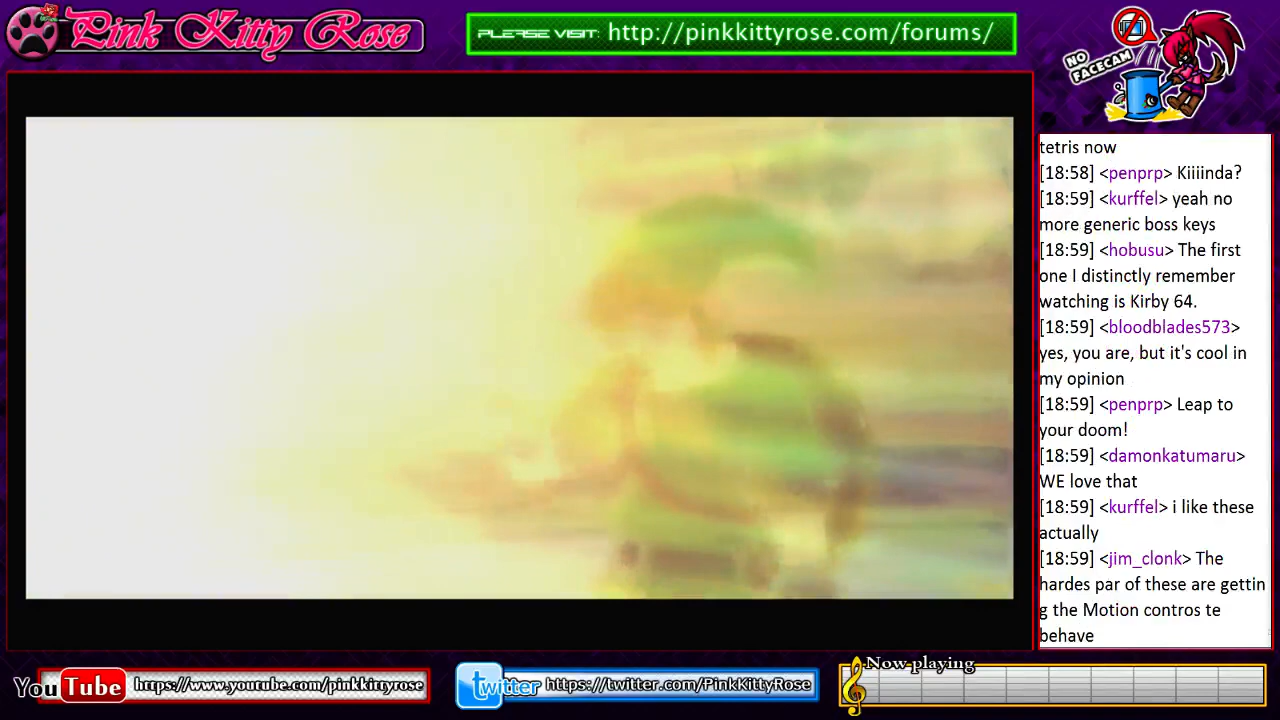 Pink Kitty Rose
PLEASE VISIT: http://pinkkittyrose.com/forums/
NO
FACECAM
tetris now
[18:58] <penprp> Kiiiinda?
[18:59] <kurffel> yeah no
more generic boss keys
[18:59] <hobusu> The first
one I distinctly remember
watching is Kirby 64.
[18:59] <bloodblades573>
yes, you are, but it's cool in
my opinion
[18:59] <penprp> Leap to
your doom!
[18:59] <damonkatumaru>
WE love that
[18:59] <kurffel> i like these
actually
[18:59] <jim_clonk> The
hardes par of these are gettin
g the Motion contros te
behave
YouTube https://www.youtube.com/pinkkittyrose
twitter https://twitter.com/PinkKittyRose
Now playing